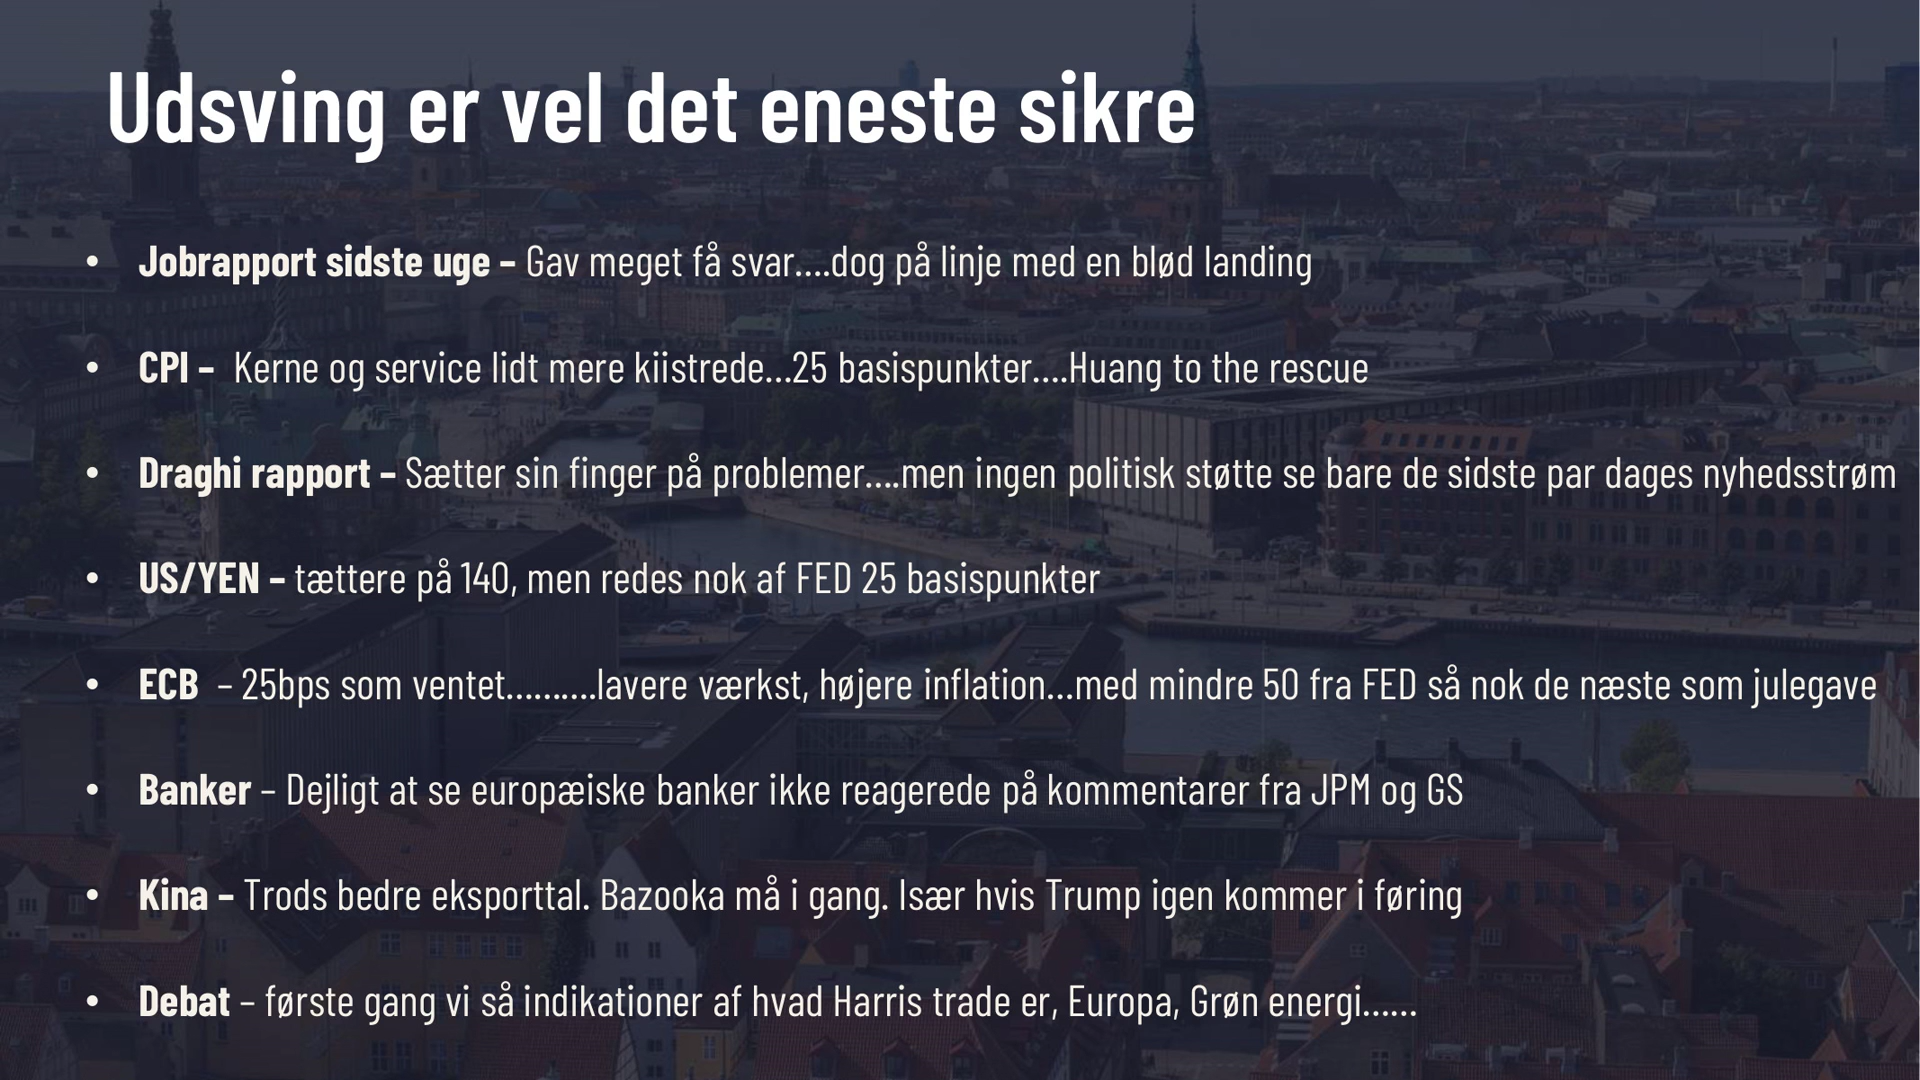 Udsving er vel det eneste sikre
• Jobrapport sidste uge – Gav meget få svar....dog på linje med en blød landing
• CPI – Kerne og service lidt mere kiistrede...25 basispunkter....Huang to the rescue
• Draghi rapport – Sætter sin finger på problemer....men ingen politisk støtte se bare de sidste par dages nyhedsstrøm
• US/YEN – tættere på 140, men redes nok af FED 25 basispunkter
• ECB – 25bps som ventet..........lavere værkst, højere inflation...med mindre 50 fra FED så nok de næste som julegave
• Banker – Dejligt at se europæiske banker ikke reagerede på kommentarer fra JPM og GS
• Kina – Trods bedre eksporttal. Bazooka må i gang. Især hvis Trump igen kommer i føring
• Debat – første gang vi så indikationer af hvad Harris trade er, Europa, Grøn energi......